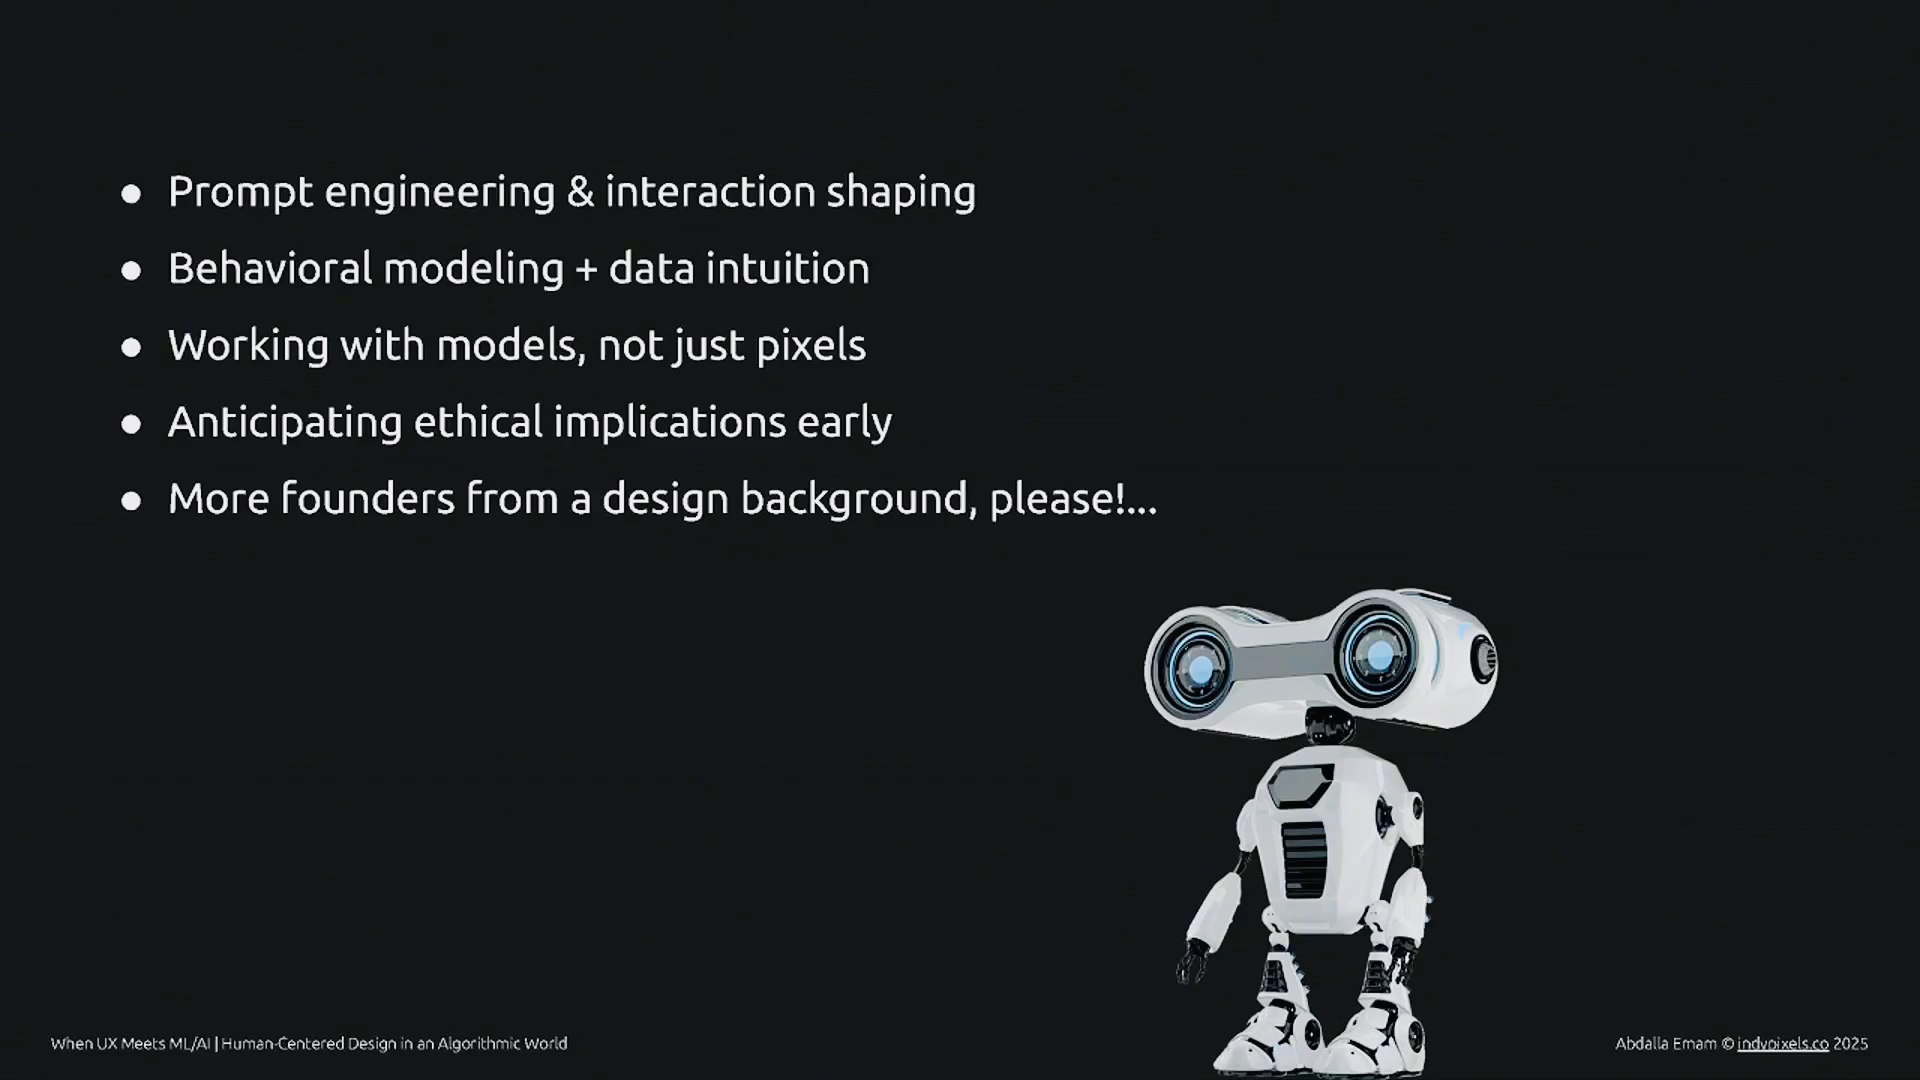 ● Prompt engineering & interaction shaping
● Behavioral modeling + data intuition
● Working with models, not just pixels
● Anticipating ethical implications early
● More founders from a design background, please!...
When UX Meets ML/AI | Human-Centered Design in an Algorithmic World
Abdalla Emam © indypixels.co 2025